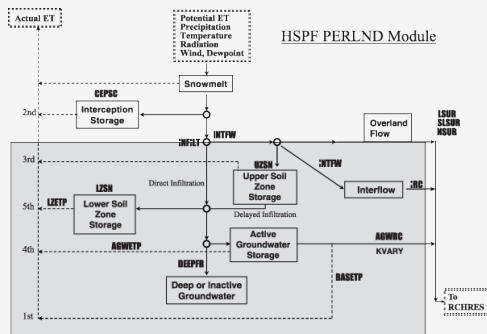 Actual ET
Potential ET
Precipitation
Temperature
Radiation
Wind, Dewpoint
HSPF PERLND Module
Snowmelt
CEPSC
2nd
Interception
Storage
Overland
Flow
LSUR
SLSUR
NSUR
INFILT
INTFW
3rd
UZSN
INTFW
Direct Infiltration
Upper Soil
Zone
Storage
Interflow
IRC
LZSN
LZETP
5th
Lower Soil
Zone
Storage
Delayed Infiltration
4th
AGWETP
Active
Groundwater
Storage
AGWRC
KVARY
DEEPFR
BASETP
Deep or Inactive
Groundwater
1st
To
RCHRES